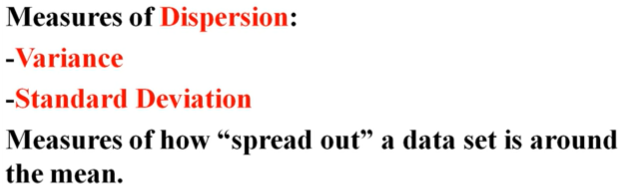 Measures of Dispersion:
-Variance
-Standard Deviation
Measures of how “spread out” a data set is around
the mean.